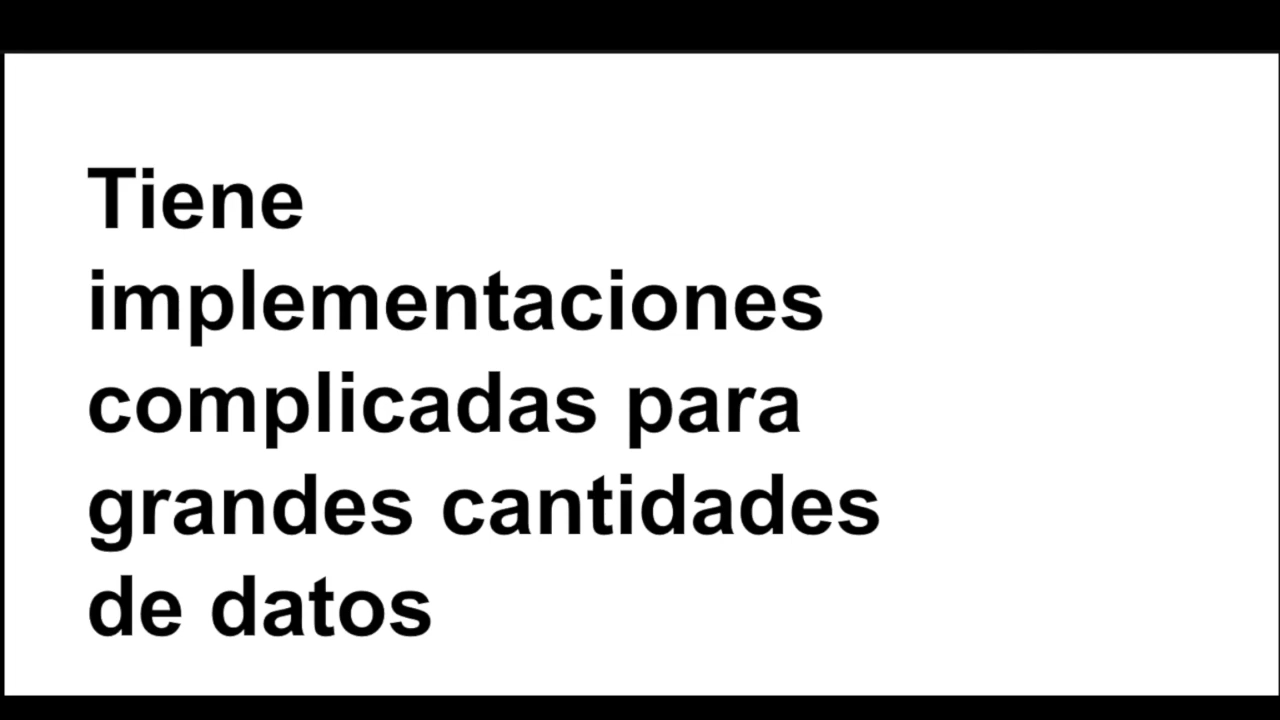 Tiene
implementaciones
complicadas para
grandes cantidades
de datos